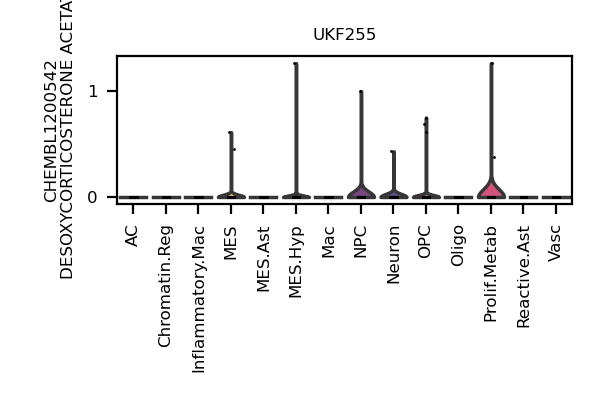 UKF255
CHEMBL1200542
DESOXYCORTICOSTERONE ACETAT
1
0
AC
Chromatin.Reg
Inflammatory.Mac
MES
MES.Ast
MES.Hyp
Mac
NPC
Neuron
OPC
Oligo
Prolif.Metab
Reactive.Ast
Vasc